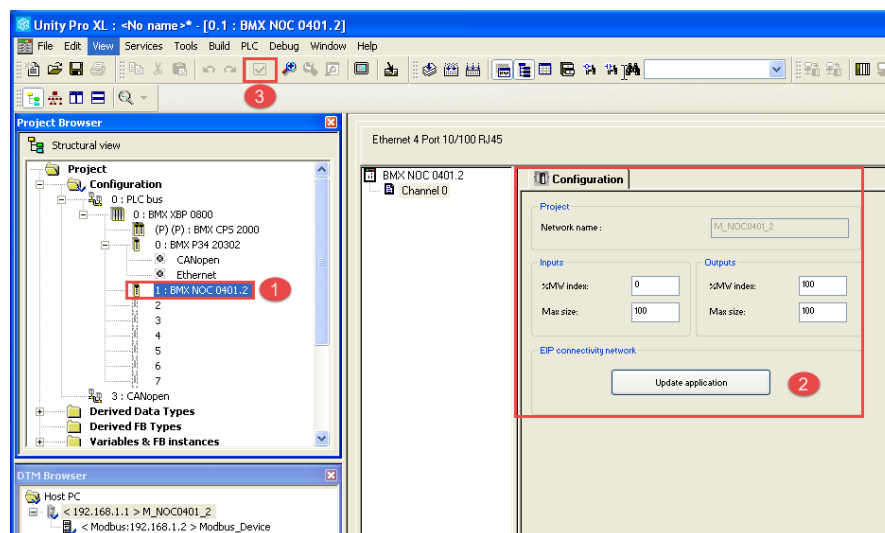 Unity Pro XL : <No name>* - [0.1 : BMX NOC 0401.2]
File Edit View Services Tools Build PLC Debug Window Help
3
Project Browser
Structural view
Project
Configuration
0 : PLC bus
0 : BMX XBP 0800
(P) (P) : BMX CPS 2000
0 : BMX P34 20302
CANopen
Ethernet
1 : BMX NOC 0401.2
1
2
3
4
5
6
7
3 : CANopen
Derived Data Types
Derived FB Types
Variables & FB instances
DTM Browser
Host PC
< 192.168.1.1 > M_NOC0401_2
< Modbus:192.168.1.2 > Modbus_Device
Ethernet 4 Port 10/100 RJ45
BMX NOC 0401.2
Channel 0
Configuration
Project
Network name :
M_NOC0401_2
Inputs
%MW index:
0
Max size:
100
Outputs
%MW index:
100
Max size:
100
EIP connectivity network
Update application
2